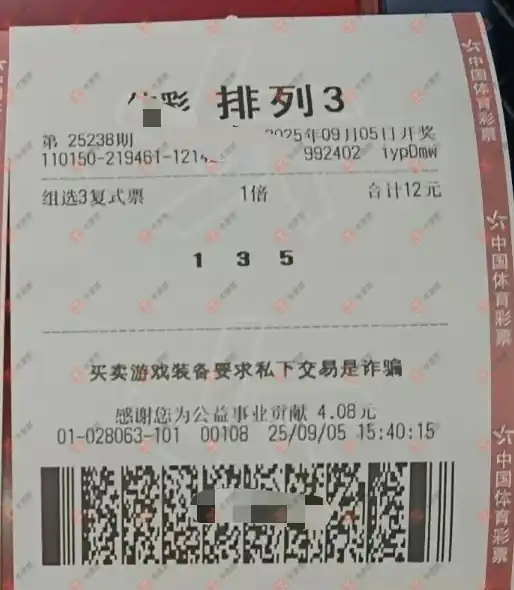 体彩 排列3
第 25238期 2025年09月05日开奖
110150-219461-121 992402 iypDmw
组选3复式票 1倍 合计12元
1 3 5
买卖游戏装备要求私下交易是诈骗
感谢您为公益事业贡献 4.08元
01-028063-101 00108 25/09/05 15:40:15
中国体育彩票
中国体育彩票
中国体育彩票